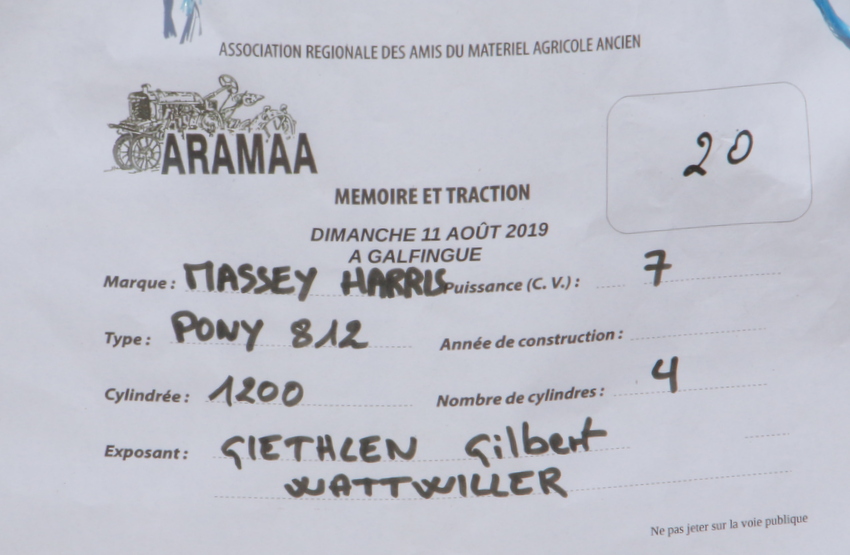 ASSOCIATION REGIONALE DES AMIS DU MATERIEL AGRICOLE ANCIEN
ARAMAA
20
MEMOIRE ET TRACTION
DIMANCHE 11 AOÛT 2019
A GALFINGUE
Marque : MASSEY HARRIS Puissance (C. V.) : 7
Type : PONY 812 Année de construction :
Cylindrée : 1200 Nombre de cylindres : 4
Exposant : GIETHLEN Gilbert
WATTWILLER
Ne pas jeter sur la voie publique